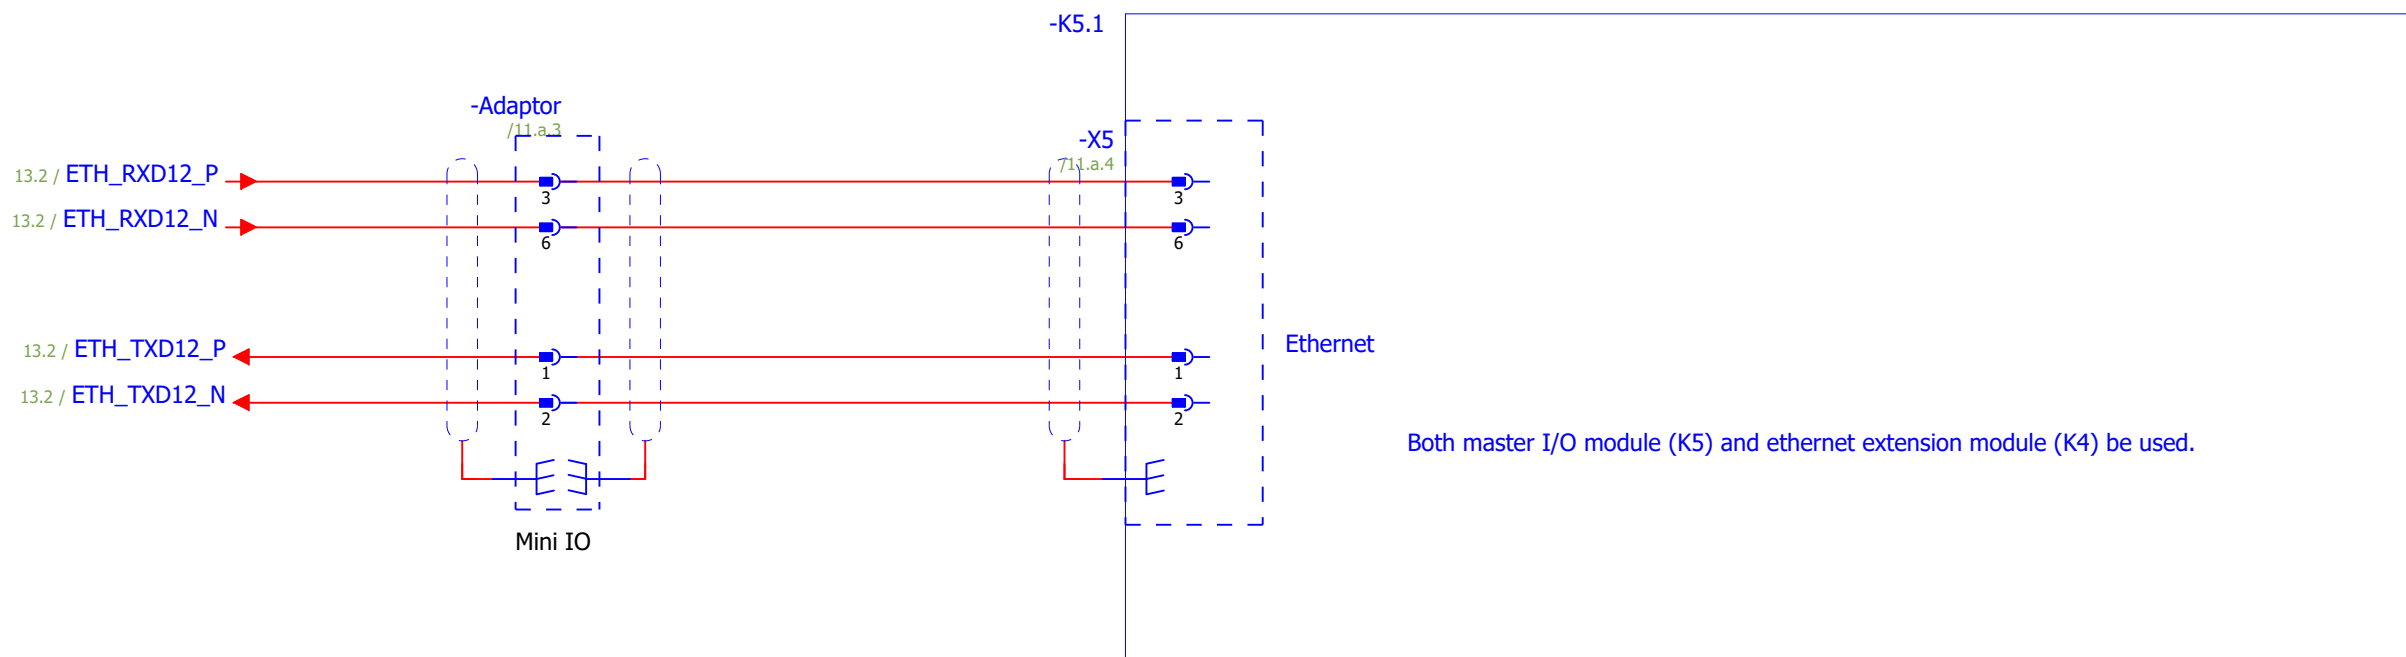 -K5.1
-Adaptor
/11.a.3
-X5
/11.a.4
13.2 / ETH_RXD12_P
3
3
13.2 / ETH_RXD12_N
6
6
13.2 / ETH_TXD12_P
1
1
Ethernet
13.2 / ETH_TXD12_N
2
2
Both master I/O module (K5) and ethernet extension module (K4) be used.
Mini IO